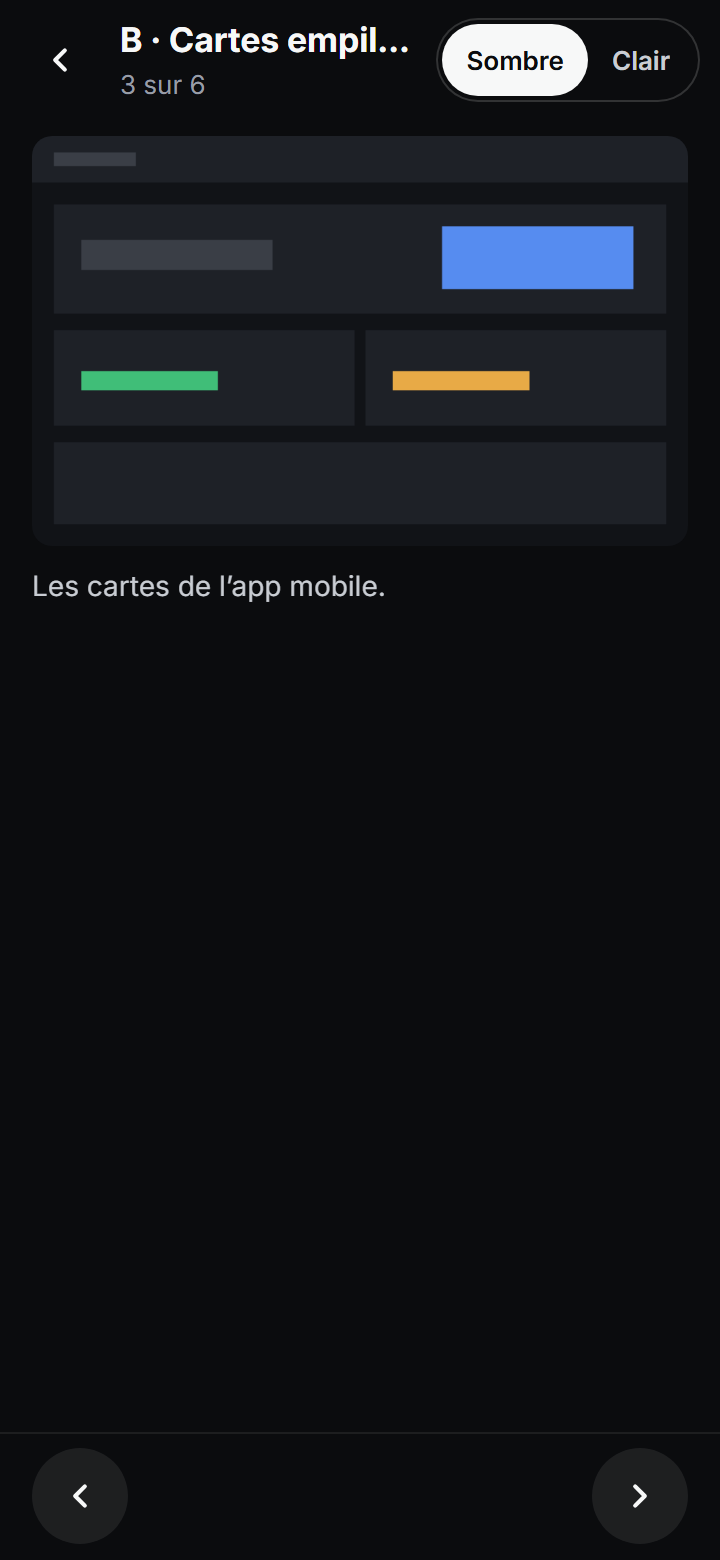 B · Cartes empil…
3 sur 6
Sombre
Clair
Les cartes de l’app mobile.